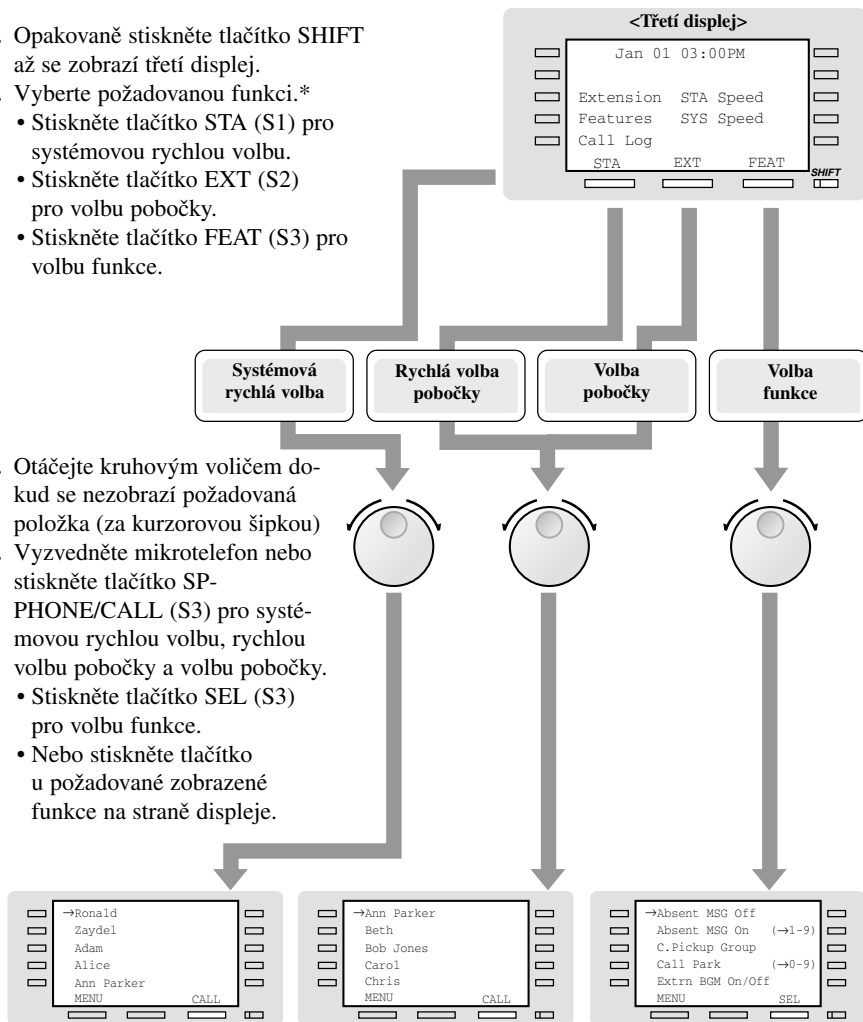 . Opakovaně stiskněte tlačítko SHIFT
až se zobrazí třetí displej.
. Vyberte požadovanou funkci.*
• Stiskněte tlačítko STA (S1) pro
systémovou rychlou volbu.
• Stiskněte tlačítko EXT (S2)
pro volbu pobočky.
• Stiskněte tlačítko FEAT (S3) pro
volbu funkce.
<Třetí displej>
Jan 01 03:00PM
Extension STA Speed
Features SYS Speed
Call Log
STA EXT FEAT
SHIFT
Systémová
rychlá volba
Rychlá volba
pobočky
Volba
pobočky
Volba
funkce
. Otáčejte kruhovým voličem do-
kud se nezobrazí požadovaná
položka (za kurzorovou šipkou)
. Vyzvedněte mikrotelefon nebo
stiskněte tlačítko SP-
PHONE/CALL (S3) pro systé-
movou rychlou volbu, rychlou
volbu pobočky a volbu pobočky.
• Stiskněte tlačítko SEL (S3)
pro volbu funkce.
• Nebo stiskněte tlačítko
u požadované zobrazené
funkce na straně displeje.
→Ronald
Zaydel
Adam
Alice
Ann Parker
MENU CALL
→Ann Parker
Beth
Bob Jones
Carol
Chris
MENU CALL
→Absent MSG Off
Absent MSG On (→1-9)
C.Pickup Group
Call Park (→0-9)
Extrn BGM On/Off
MENU SEL